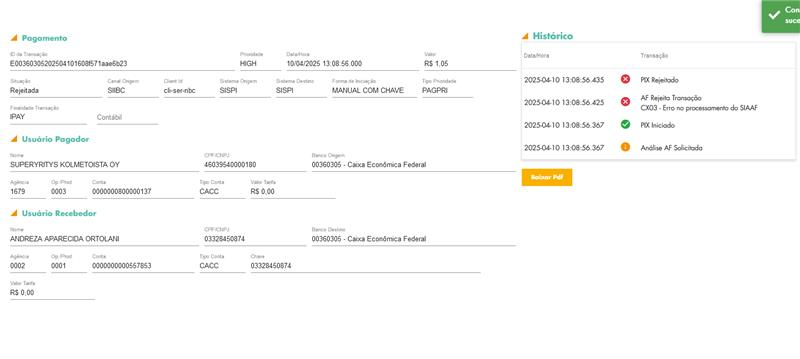 Con
suce
Pagamento
ID da Transação Prioridade Data/Hora Valor
E00360305202504101608f571aae6b23 HIGH 10/04/2025 13:08:56.000 R$ 1,05
Situação Canal Origem Client Id Sistema Origem Sistema Destino Forma de Iniciação Tipo Prioridade
Rejeitada SIIBC cli-ser-nbc SISPI SISPI MANUAL COM CHAVE PAGPRI
Finalidade Transação
IPAY Contábil
Usuário Pagador
Nome CPF/CNPJ Banco Origem
SUPERYRITYS KOLMETOISTA OY 46039540000180 00360305 - Caixa Econômica Federal
Agência Op/Prod Conta Tipo Conta Valor Tarifa
1679 0003 0000000800000137 CACC R$ 0,00
Usuário Recebedor
Nome CPF/CNPJ Banco Destino
ANDREZA APARECIDA ORTOLANI 03328450874 00360305 - Caixa Econômica Federal
Agência Op/Prod Conta Tipo Conta Chave
0002 0001 0000000000557853 CACC 03328450874
Valor Tarifa
R$ 0,00
Histórico
Data/Hora Transação
2025-04-10 13:08:56.435 PIX Rejeitado
2025-04-10 13:08:56.425 AF Rejeita Transação
CX03 - Erro no processamento do SIAAF
2025-04-10 13:08:56.367 PIX Iniciado
2025-04-10 13:08:56.367 Análise AF Solicitada
Baixar Pdf